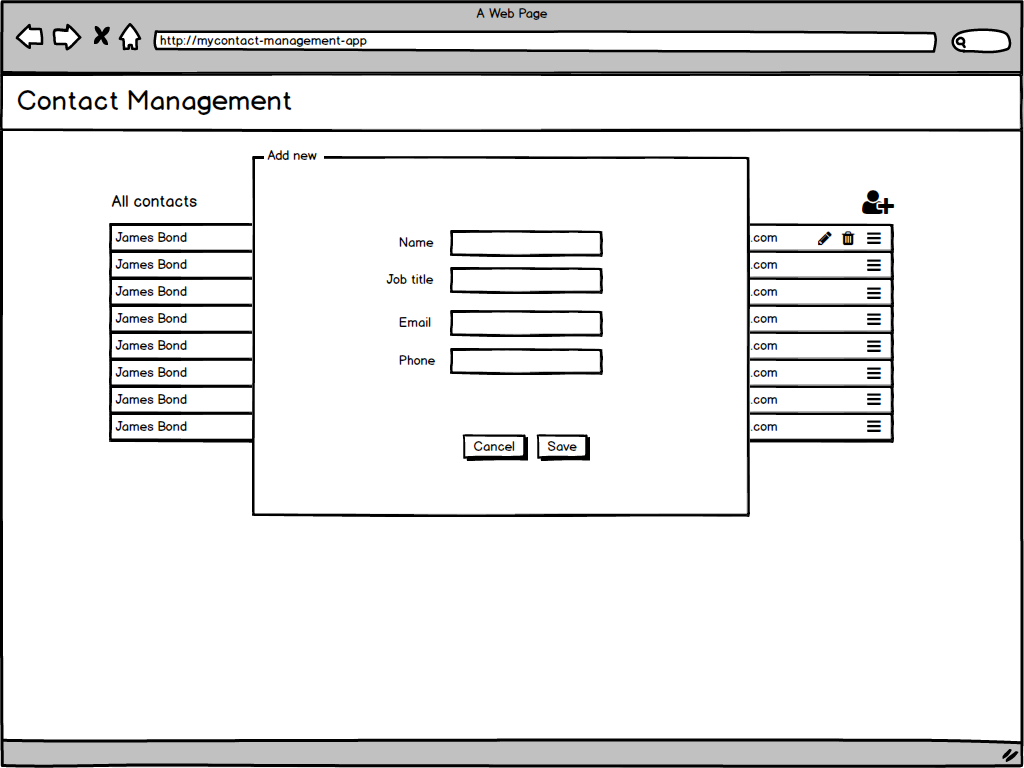 A Web Page
http://mycontact-management-app
Contact Management
Add new
All contacts
Name
Job title
Email
Phone
Cancel Save
James Bond .com
James Bond .com
James Bond .com
James Bond .com
James Bond .com
James Bond .com
James Bond .com
James Bond .com